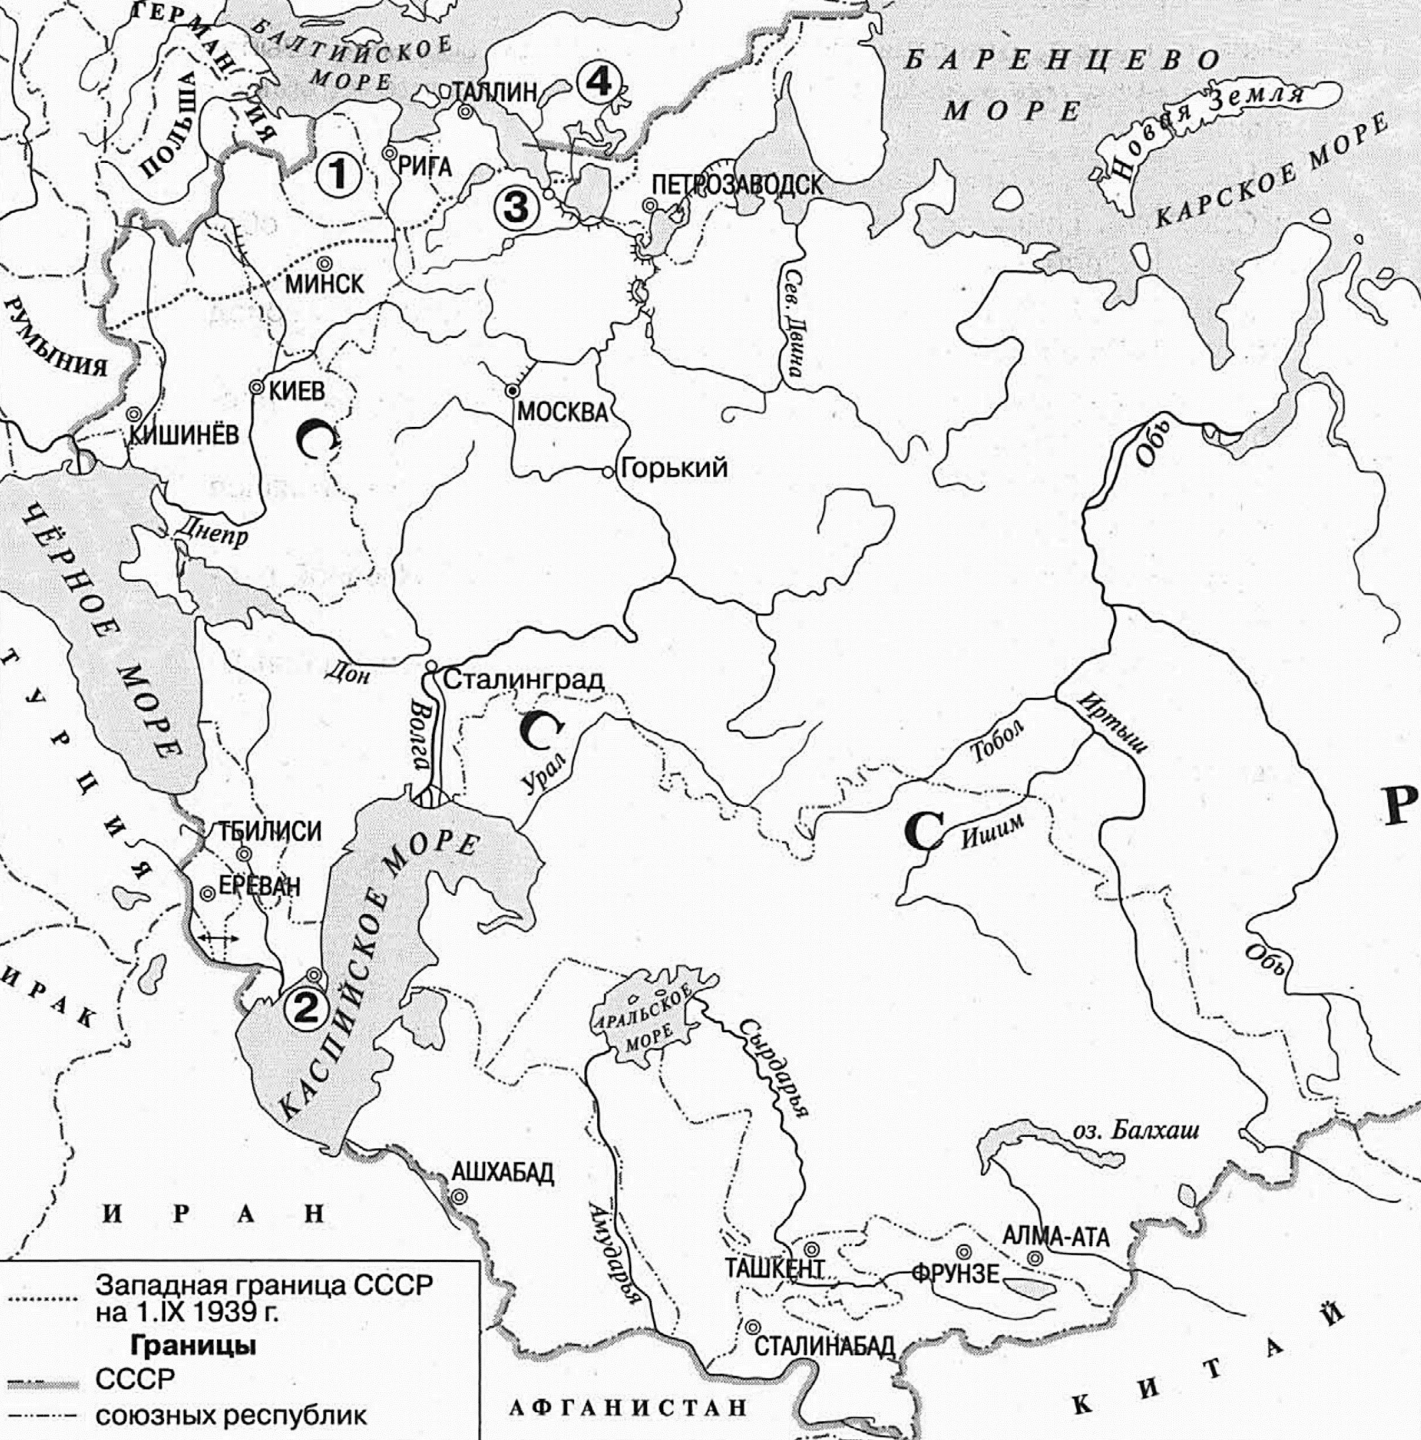 ГЕРМАНИЯ
БАЛТИЙСКОЕ
МОРЕ
ПОЛЬША
ТАЛЛИН
4
БАРЕНЦЕВО
МОРЕ
Новая Земля
КАРСКОЕ МОРЕ
1
РИГА
3
ПЕТРОЗАВОДСК
МИНСК
Сев. Двина
РУМЫНИЯ
КИЕВ
МОСКВА
КИШИНЁВ
С
Горький
Обь
ЧЁРНОЕ МОРЕ
Днепр
ТУРЦИЯ
Дон
Сталинград
Волга
С
Урал
Тобол
Иртыш
Ишим
С
Р
ТБИЛИСИ
ЕРЕВАН
КАСПИЙСКОЕ МОРЕ
2
ИРАК
Обь
АРАЛЬСКОЕ
МОРЕ
Сырдарья
оз. Балхаш
ИРАН
АШХАБАД
Амударья
ТАШКЕНТ
ФРУНЗЕ
АЛМА-АТА
СТАЛИНАБАД
АФГАНИСТАН
КИТАЙ
Западная граница СССР
на 1.IX 1939 г.
Границы
СССР
союзных республик